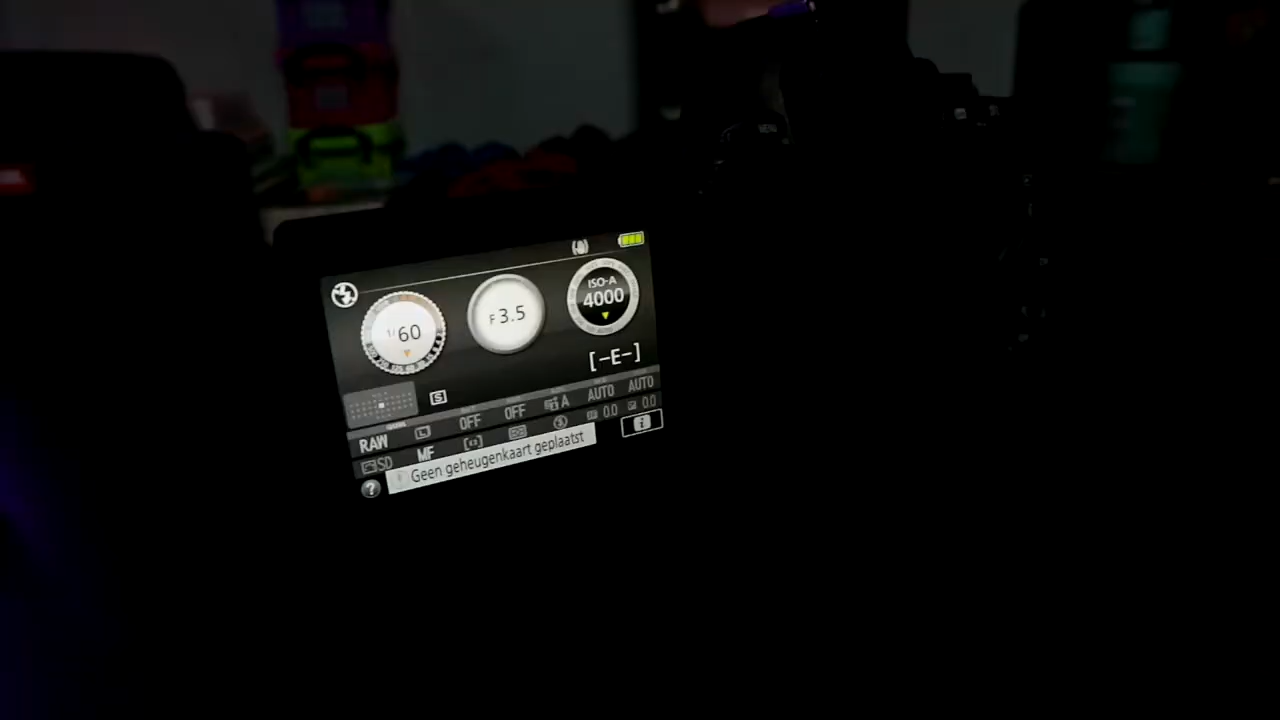 MENU
ISO-A
1/60
F3.5
4000
[-E-]
S
RAW
L
OFF
OFF
A
AUTO
AUTO
SD
MF
0.0
0.0
i
? Geen geheugenkaart geplaatst